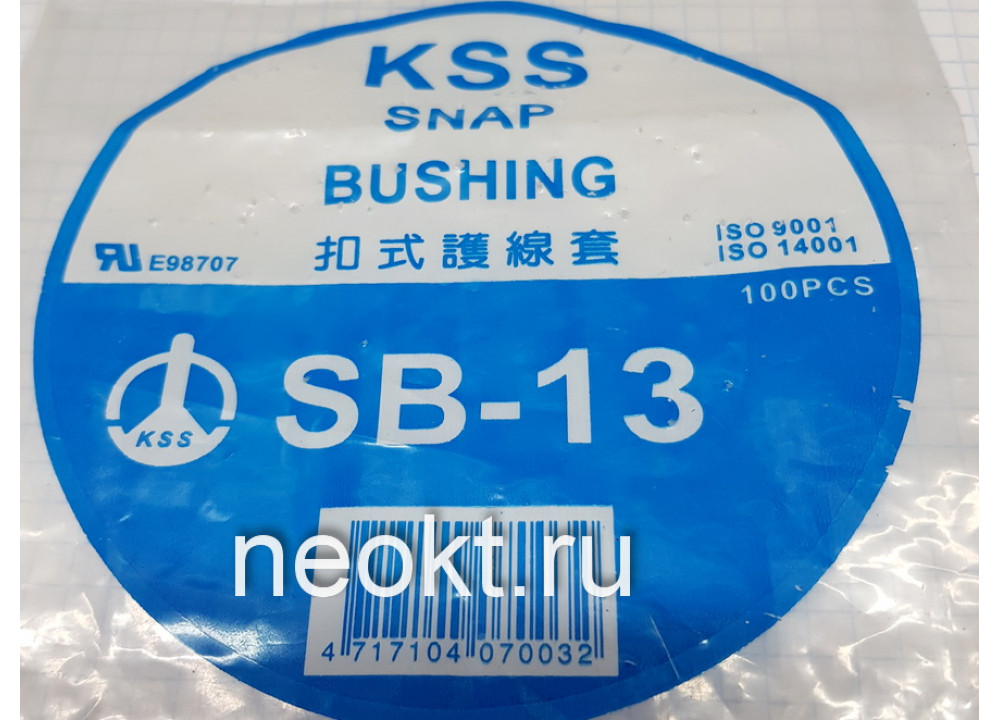 KSS
SNAP
BUSHING
扣式護線套
E98707
ISO 9001
ISO 14001
100PCS
KSS
SB-13
neokt.ru
4 717104 070032